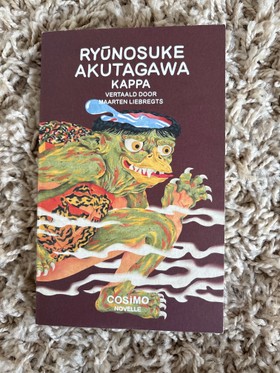 RYŪNOSUKE
AKUTAGAWA
KAPPA
VERTAALD DOOR
MAARTEN LIEBREGTS
COSIMO
NOVELLE